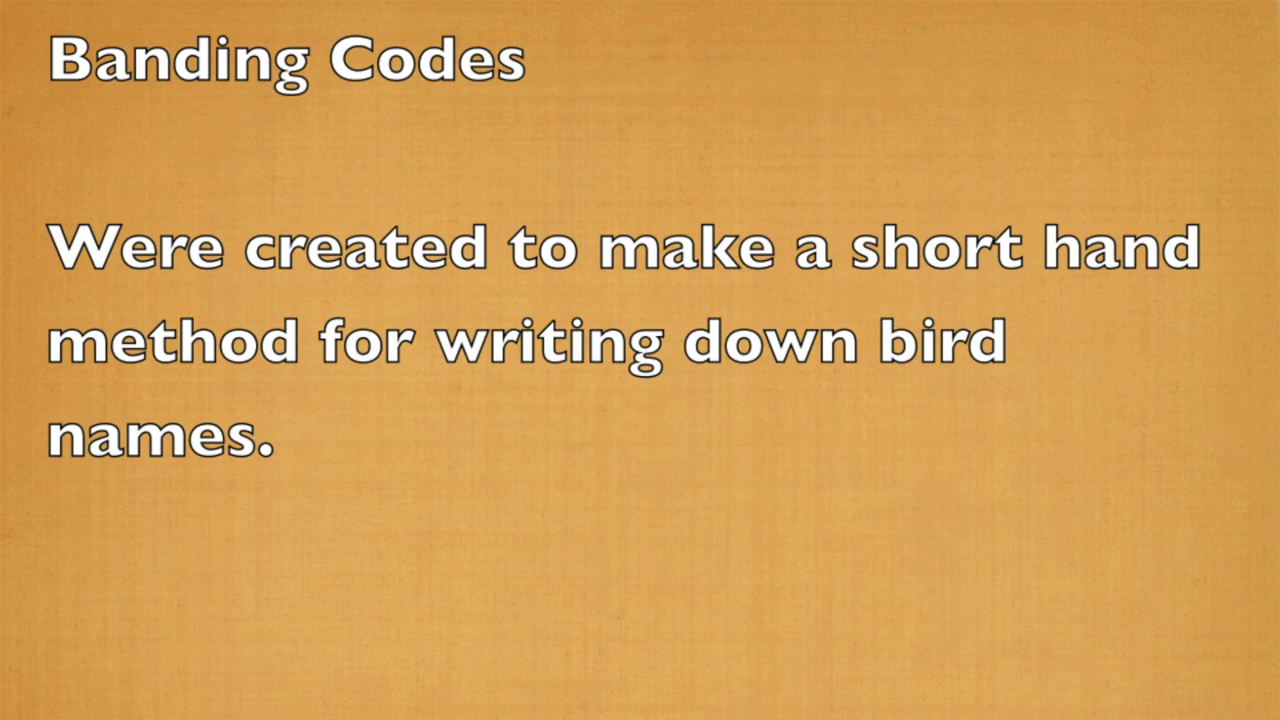 Banding Codes
Were created to make a short hand
method for writing down bird
names.